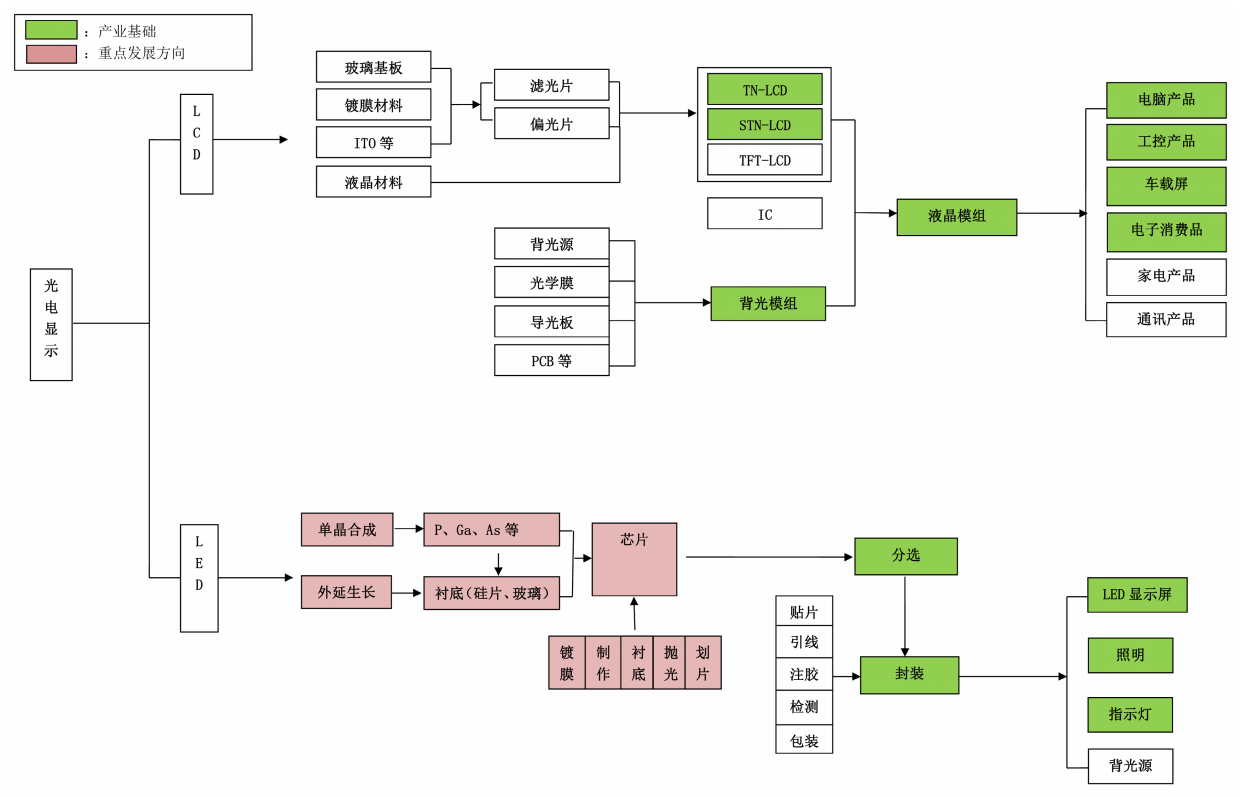 ：产业基础
：重点发展方向
光电显示
LCD
玻璃基板
镀膜材料
ITO 等
液晶材料
滤光片
偏光片
TN-LCD
STN-LCD
TFT-LCD
IC
背光源
光学膜
导光板
PCB 等
背光模组
液晶模组
电脑产品
工控产品
车载屏
电子消费品
家电产品
通讯产品
LED
单晶合成
P、Ga、As 等
外延生长
衬底（硅片、玻璃）
芯片
镀膜
制作
衬底
抛光
划片
分选
贴片
引线
注胶
检测
包装
封装
LED 显示屏
照明
指示灯
背光源